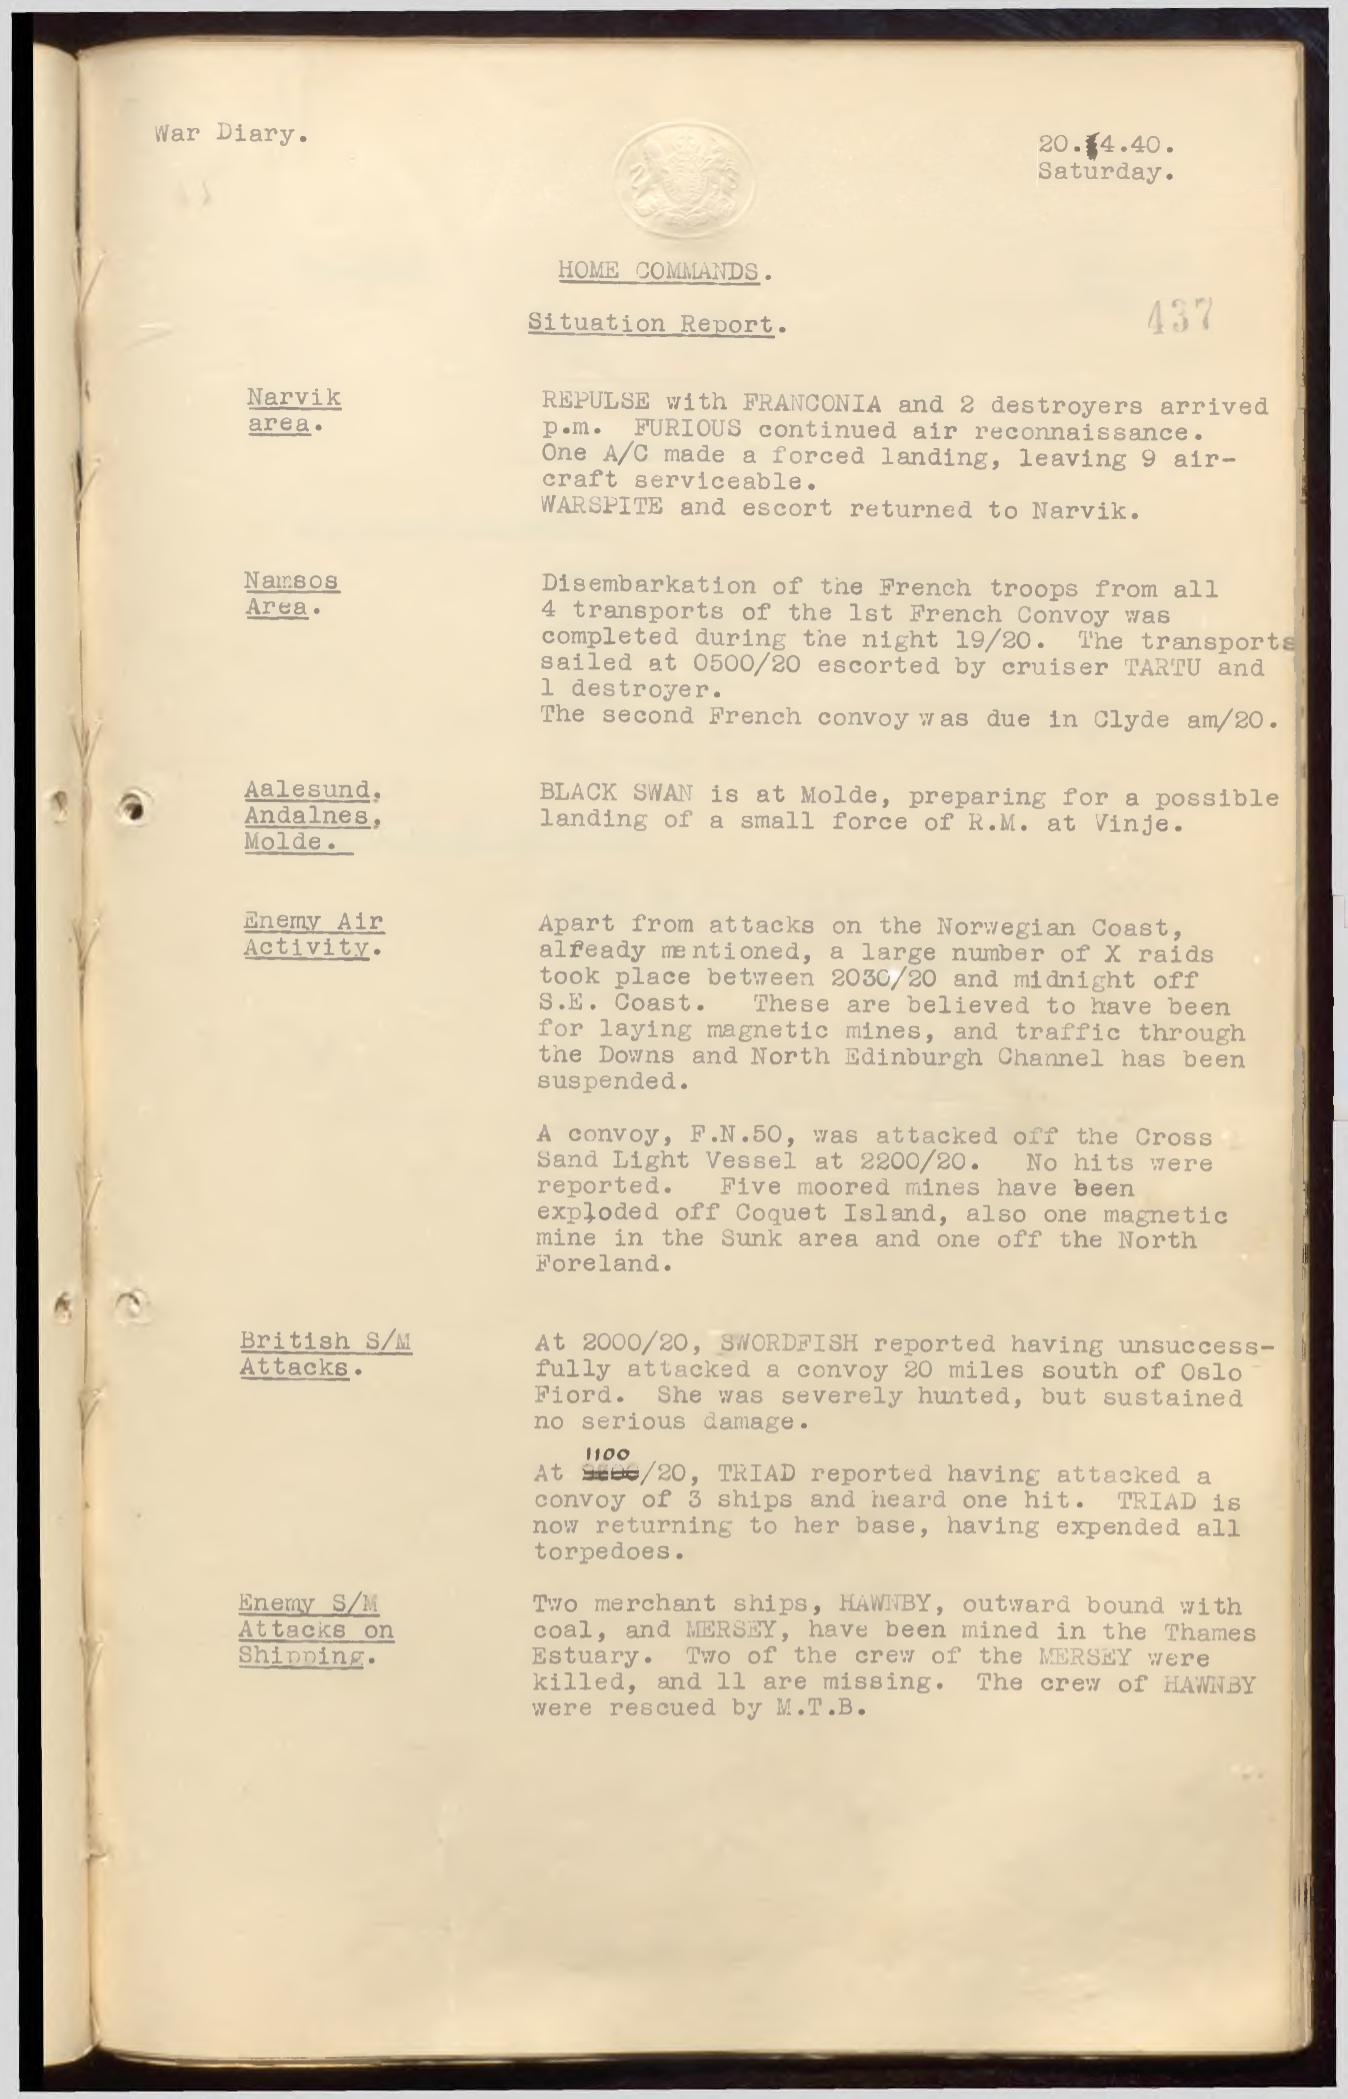 War Diary.
20.4.40.
Saturday.
HOME COMMANDS.
437
Situation Report.
Narvik
area.
REPULSE with FRANCONIA and 2 destroyers arrived
p.m. FURIOUS continued air reconnaissance.
One A/C made a forced landing, leaving 9 air-
craft serviceable.
WARSPITE and escort returned to Narvik.
Namsos
Area.
Disembarkation of the French troops from all
4 transports of the 1st French Convoy was
completed during the night 19/20. The transports
sailed at 0500/20 escorted by cruiser TARTU and
1 destroyer.
The second French convoy was due in Clyde am/20.
Aalesund,
Andalnes,
Molde.
BLACK SWAN is at Molde, preparing for a possible
landing of a small force of R.M. at Vinje.
Enemy Air
Activity.
Apart from attacks on the Norwegian Coast,
already mentioned, a large number of X raids
took place between 2030/20 and midnight off
S.E. Coast. These are believed to have been
for laying magnetic mines, and traffic through
the Downs and North Edinburgh Channel has been
suspended.
A convoy, F.N.50, was attacked off the Cross
Sand Light Vessel at 2200/20. No hits were
reported. Five moored mines have been
exploded off Coquet Island, also one magnetic
mine in the Sunk area and one off the North
Foreland.
British S/M
Attacks.
At 2000/20, SWORDFISH reported having unsuccess-
fully attacked a convoy 20 miles south of Oslo
Fiord. She was severely hunted, but sustained
no serious damage.
1100
At /20, TRIAD reported having attacked a
convoy of 3 ships and heard one hit. TRIAD is
now returning to her base, having expended all
torpedoes.
Enemy S/M
Attacks on
Shipping.
Two merchant ships, HAWNBY, outward bound with
coal, and MERSEY, have been mined in the Thames
Estuary. Two of the crew of the MERSEY were
killed, and 11 are missing. The crew of HAWNBY
were rescued by M.T.B.